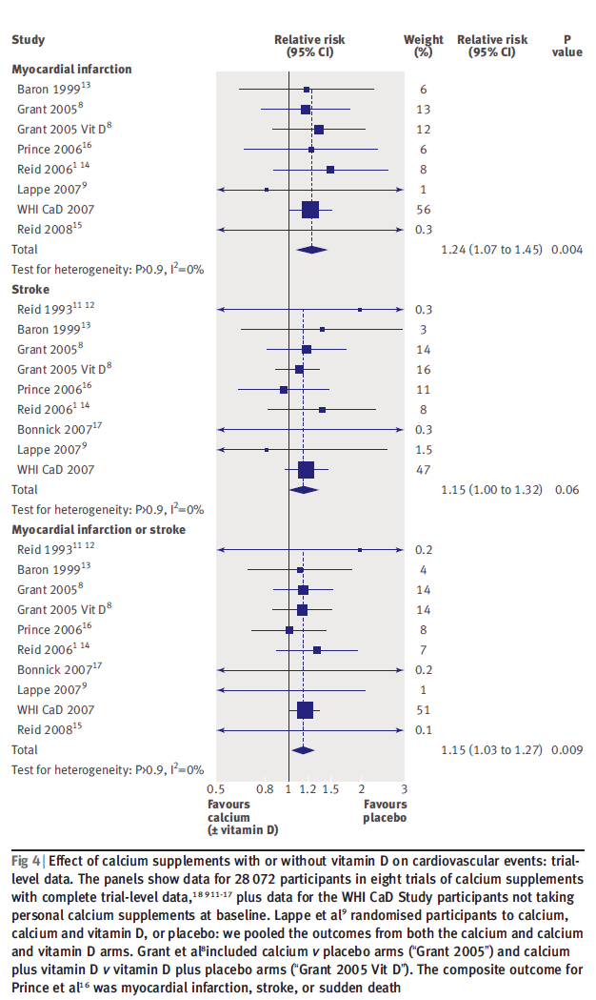 Study Relative risk Weight Relative risk P
(95% CI) (%) (95% CI) value
Myocardial infarction
Baron 1999¹³ 6
Grant 2005⁸ 13
Grant 2005 Vit D⁸ 12
Prince 2006¹⁶ 6
Reid 2006¹ ¹⁴ 8
Lappe 2007⁹ 1
WHI CaD 2007 56
Reid 2008¹⁵ 0.3
Total 1.24 (1.07 to 1.45) 0.004
Test for heterogeneity: P>0.9, I²=0%
Stroke
Reid 1993¹¹ ¹² 0.3
Baron 1999¹³ 3
Grant 2005⁸ 14
Grant 2005 Vit D⁸ 16
Prince 2006¹⁶ 11
Reid 2006¹ ¹⁴ 8
Bonnick 2007¹⁷ 0.3
Lappe 2007⁹ 1.5
WHI CaD 2007 47
Total 1.15 (1.00 to 1.32) 0.06
Test for heterogeneity: P>0.9, I²=0%
Myocardial infarction or stroke
Reid 1993¹¹ ¹² 0.2
Baron 1999¹³ 4
Grant 2005⁸ 14
Grant 2005 Vit D⁸ 14
Prince 2006¹⁶ 8
Reid 2006¹ ¹⁴ 7
Bonnick 2007¹⁷ 0.2
Lappe 2007⁹ 1
WHI CaD 2007 51
Reid 2008¹⁵ 0.1
Total 1.15 (1.03 to 1.27) 0.009
Test for heterogeneity: P>0.9, I²=0%
0.5 0.8 1 1.2 1.5 2 3
Favours Favours
calcium placebo
(± vitamin D)
Fig 4 | Effect of calcium supplements with or without vitamin D on cardiovascular events: trial-
level data. The panels show data for 28 072 participants in eight trials of calcium supplements
with complete trial-level data,¹ ⁸ ⁹ ¹¹⁻¹⁷ plus data for the WHI CaD Study participants not taking
personal calcium supplements at baseline. Lappe et al⁹ randomised participants to calcium,
calcium and vitamin D, or placebo: we pooled the outcomes from both the calcium and calcium
and vitamin D arms. Grant et al⁸included calcium v placebo arms (“Grant 2005”) and calcium
plus vitamin D v vitamin D plus placebo arms (“Grant 2005 Vit D”). The composite outcome for
Prince et al¹⁶ was myocardial infarction, stroke, or sudden death